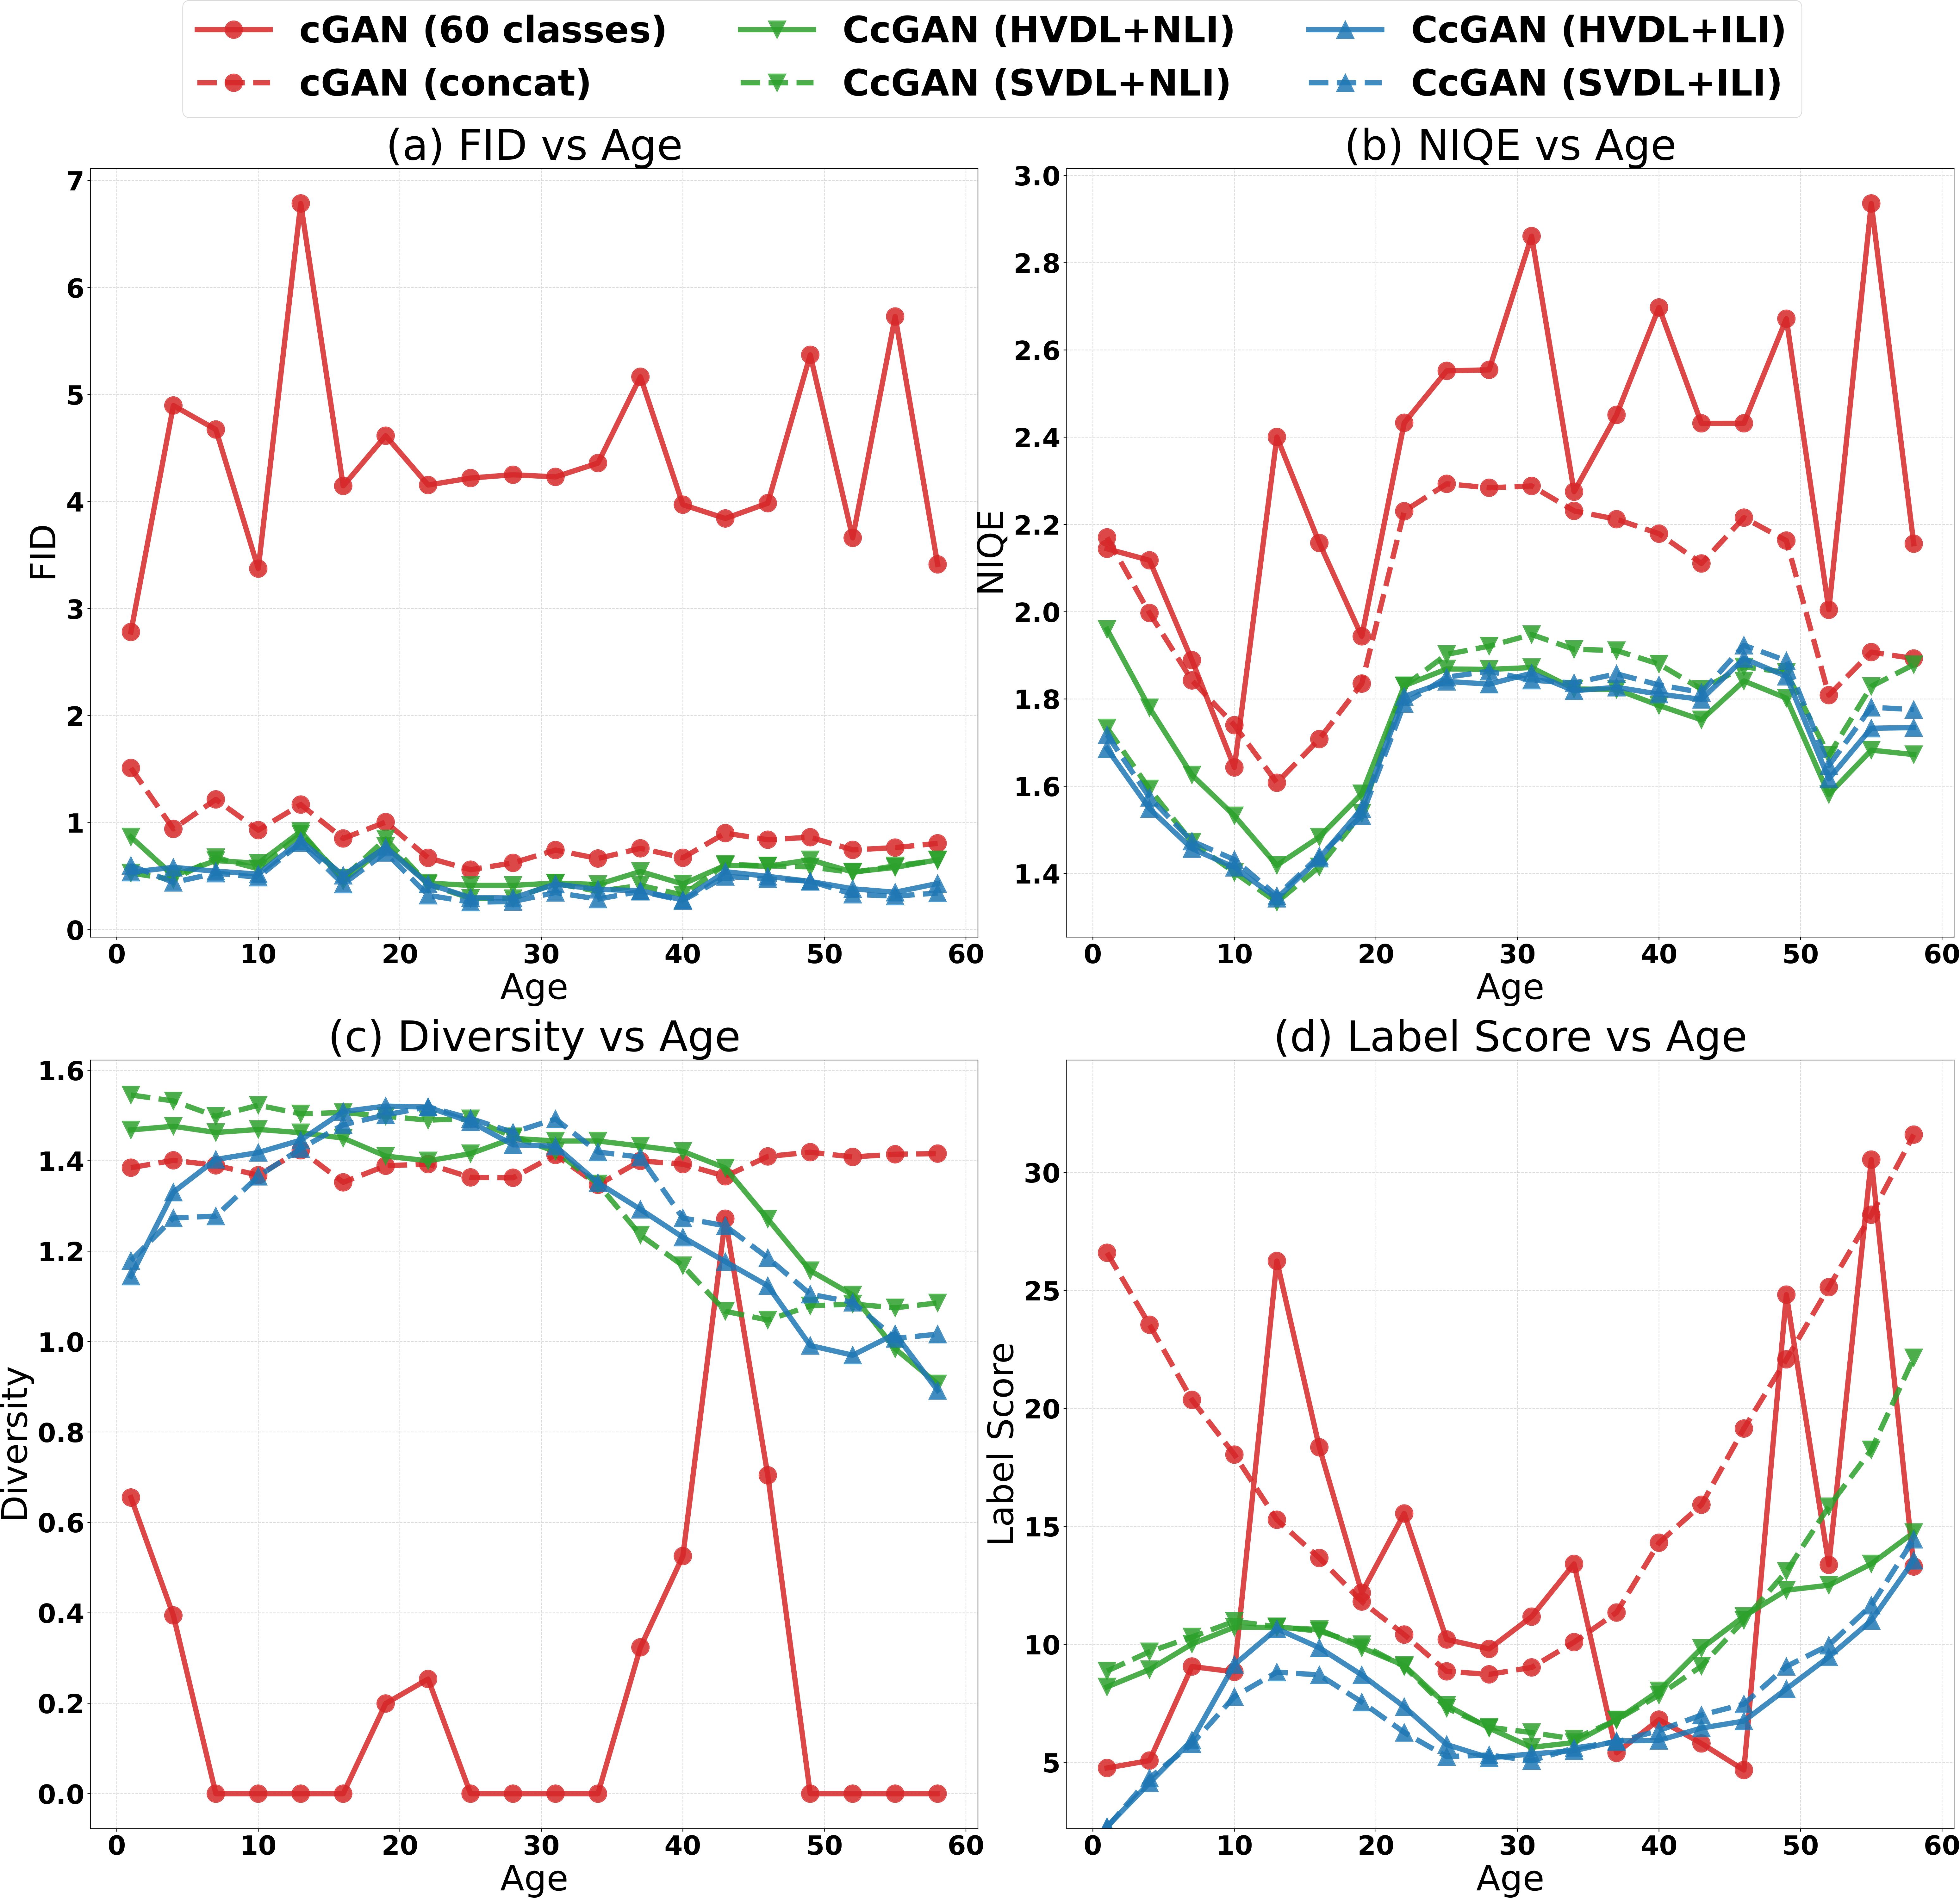 cGAN (60 classes)
CcGAN (HVDL+NLI)
CcGAN (HVDL+ILI)
cGAN (concat)
CcGAN (SVDL+NLI)
CcGAN (SVDL+ILI)
(a) FID vs Age
7
6
5
4
3
2
1
0
FID
0 10 20 30 40 50 60
Age
(b) NIQE vs Age
3.0
2.8
2.6
2.4
2.2
2.0
1.8
1.6
1.4
NIQE
0 10 20 30 40 50 60
Age
(c) Diversity vs Age
1.6
1.4
1.2
1.0
0.8
0.6
0.4
0.2
0.0
Diversity
0 10 20 30 40 50 60
Age
(d) Label Score vs Age
30
25
20
15
10
5
Label Score
0 10 20 30 40 50 60
Age